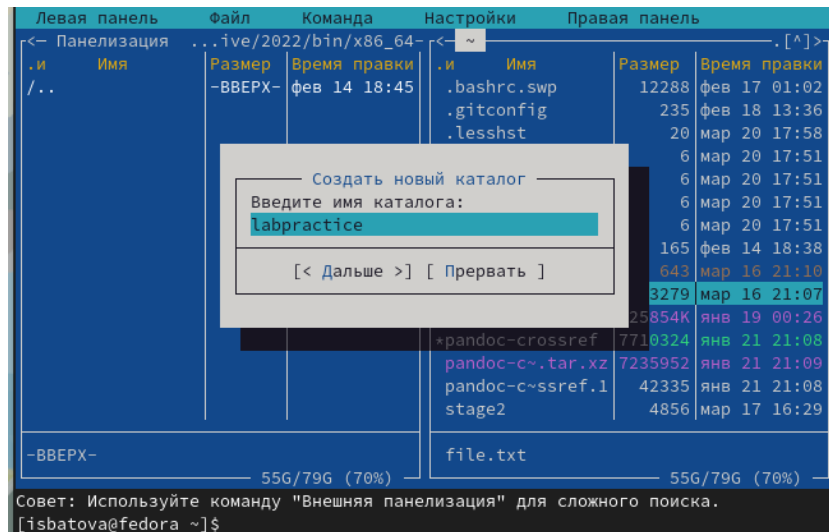 Левая панель Файл Команда Настройки Правая панель
<— Панелизация ...ive/2022/bin/x86_64- <— ~ .[^]>
.и Имя Размер Время правки .и Имя Размер Время правки
/.. -ВВЕРХ- фев 14 18:45 .bashrc.swp 12288 фев 17 01:02
.gitconfig 235 фев 18 13:36
.lesshst 20 мар 20 17:58
6 мар 20 17:51
Создать новый каталог 6 мар 20 17:51
Введите имя каталога: 6 мар 20 17:51
labpractice 6 мар 20 17:51
165 фев 14 18:38
[< Дальше >] [ Прервать ] 643 мар 16 21:10
3279 мар 16 21:07
25854K янв 19 00:26
*pandoc-crossref 7710324 янв 21 21:08
pandoc-c~.tar.xz 7235952 янв 21 21:09
pandoc-c~ssref.1 42335 янв 21 21:08
stage2 4856 мар 17 16:29
-ВВЕРХ- file.txt
55G/79G (70%) 55G/79G (70%)
Совет: Используйте команду "Внешняя панелизация" для сложного поиска.
[isbatova@fedora ~]$